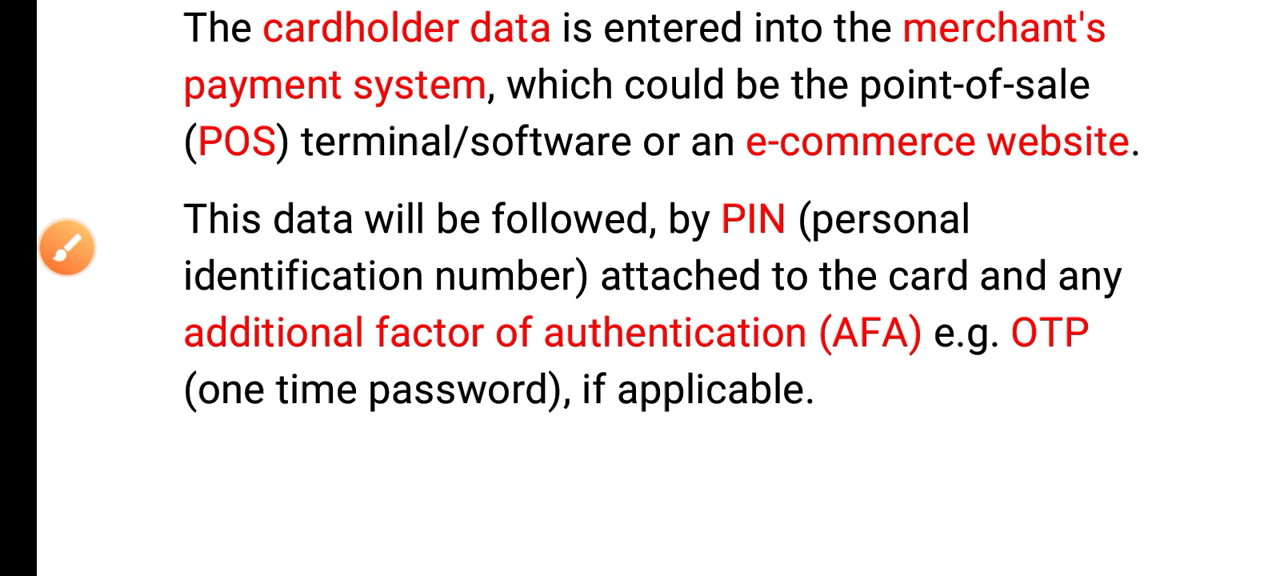 The cardholder data is entered into the merchant's
payment system, which could be the point-of-sale
(POS) terminal/software or an e-commerce website.
This data will be followed, by PIN (personal
identification number) attached to the card and any
additional factor of authentication (AFA) e.g. OTP
(one time password), if applicable.